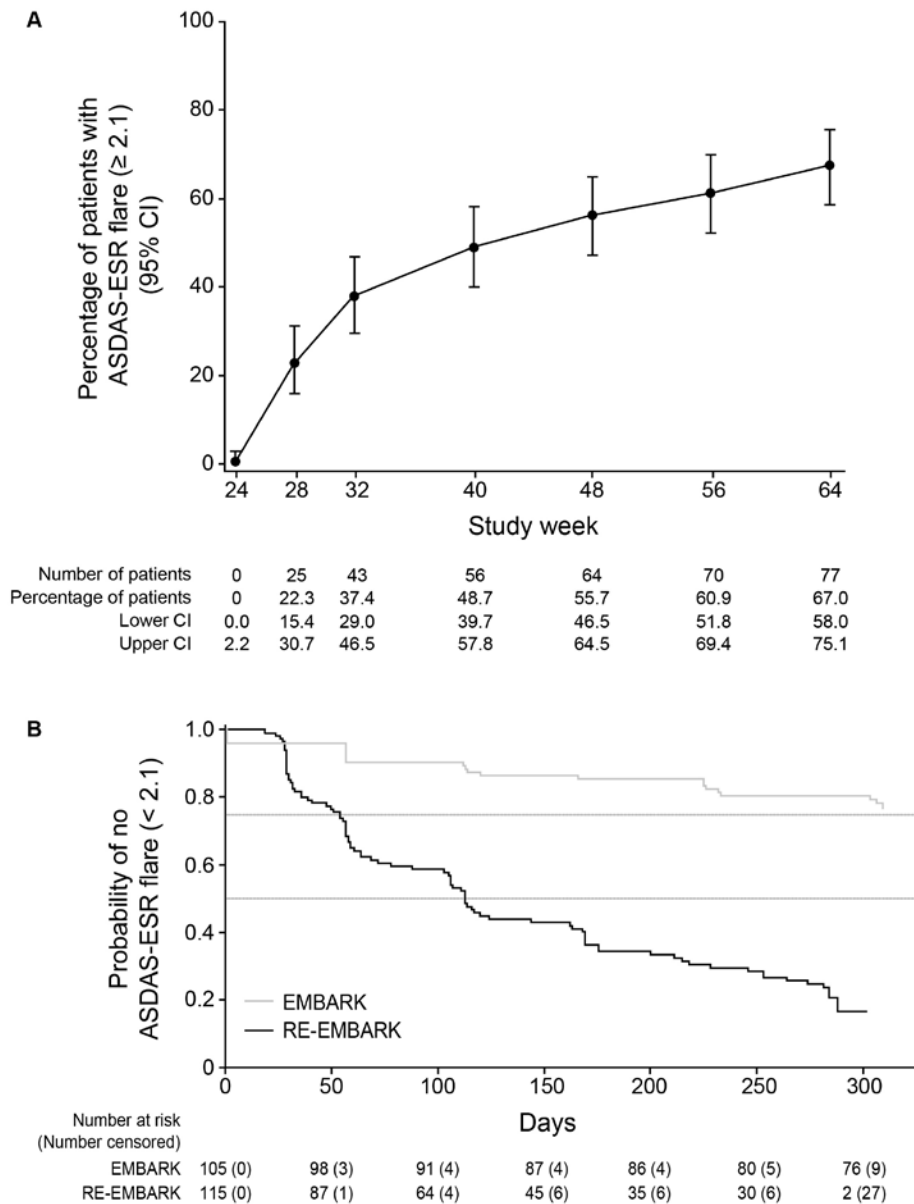 A
Percentage of patients with
ASDAS-ESR flare (≥ 2.1)
(95% CI)
100
80
60
40
20
0
24 28 32 40 48 56 64
Study week
Number of patients 0 25 43 56 64 70 77
Percentage of patients 0 22.3 37.4 48.7 55.7 60.9 67.0
Lower CI 0.0 15.4 29.0 39.7 46.5 51.8 58.0
Upper CI 2.2 30.7 46.5 57.8 64.5 69.4 75.1
B
Probability of no
ASDAS-ESR flare (< 2.1)
1.0
0.8
0.6
0.4
0.2
0
EMBARK
RE-EMBARK
0 50 100 150 200 250 300
Days
Number at risk
(Number censored)
EMBARK 105 (0) 98 (3) 91 (4) 87 (4) 86 (4) 80 (5) 76 (9)
RE-EMBARK 115 (0) 87 (1) 64 (4) 45 (6) 35 (6) 30 (6) 2 (27)